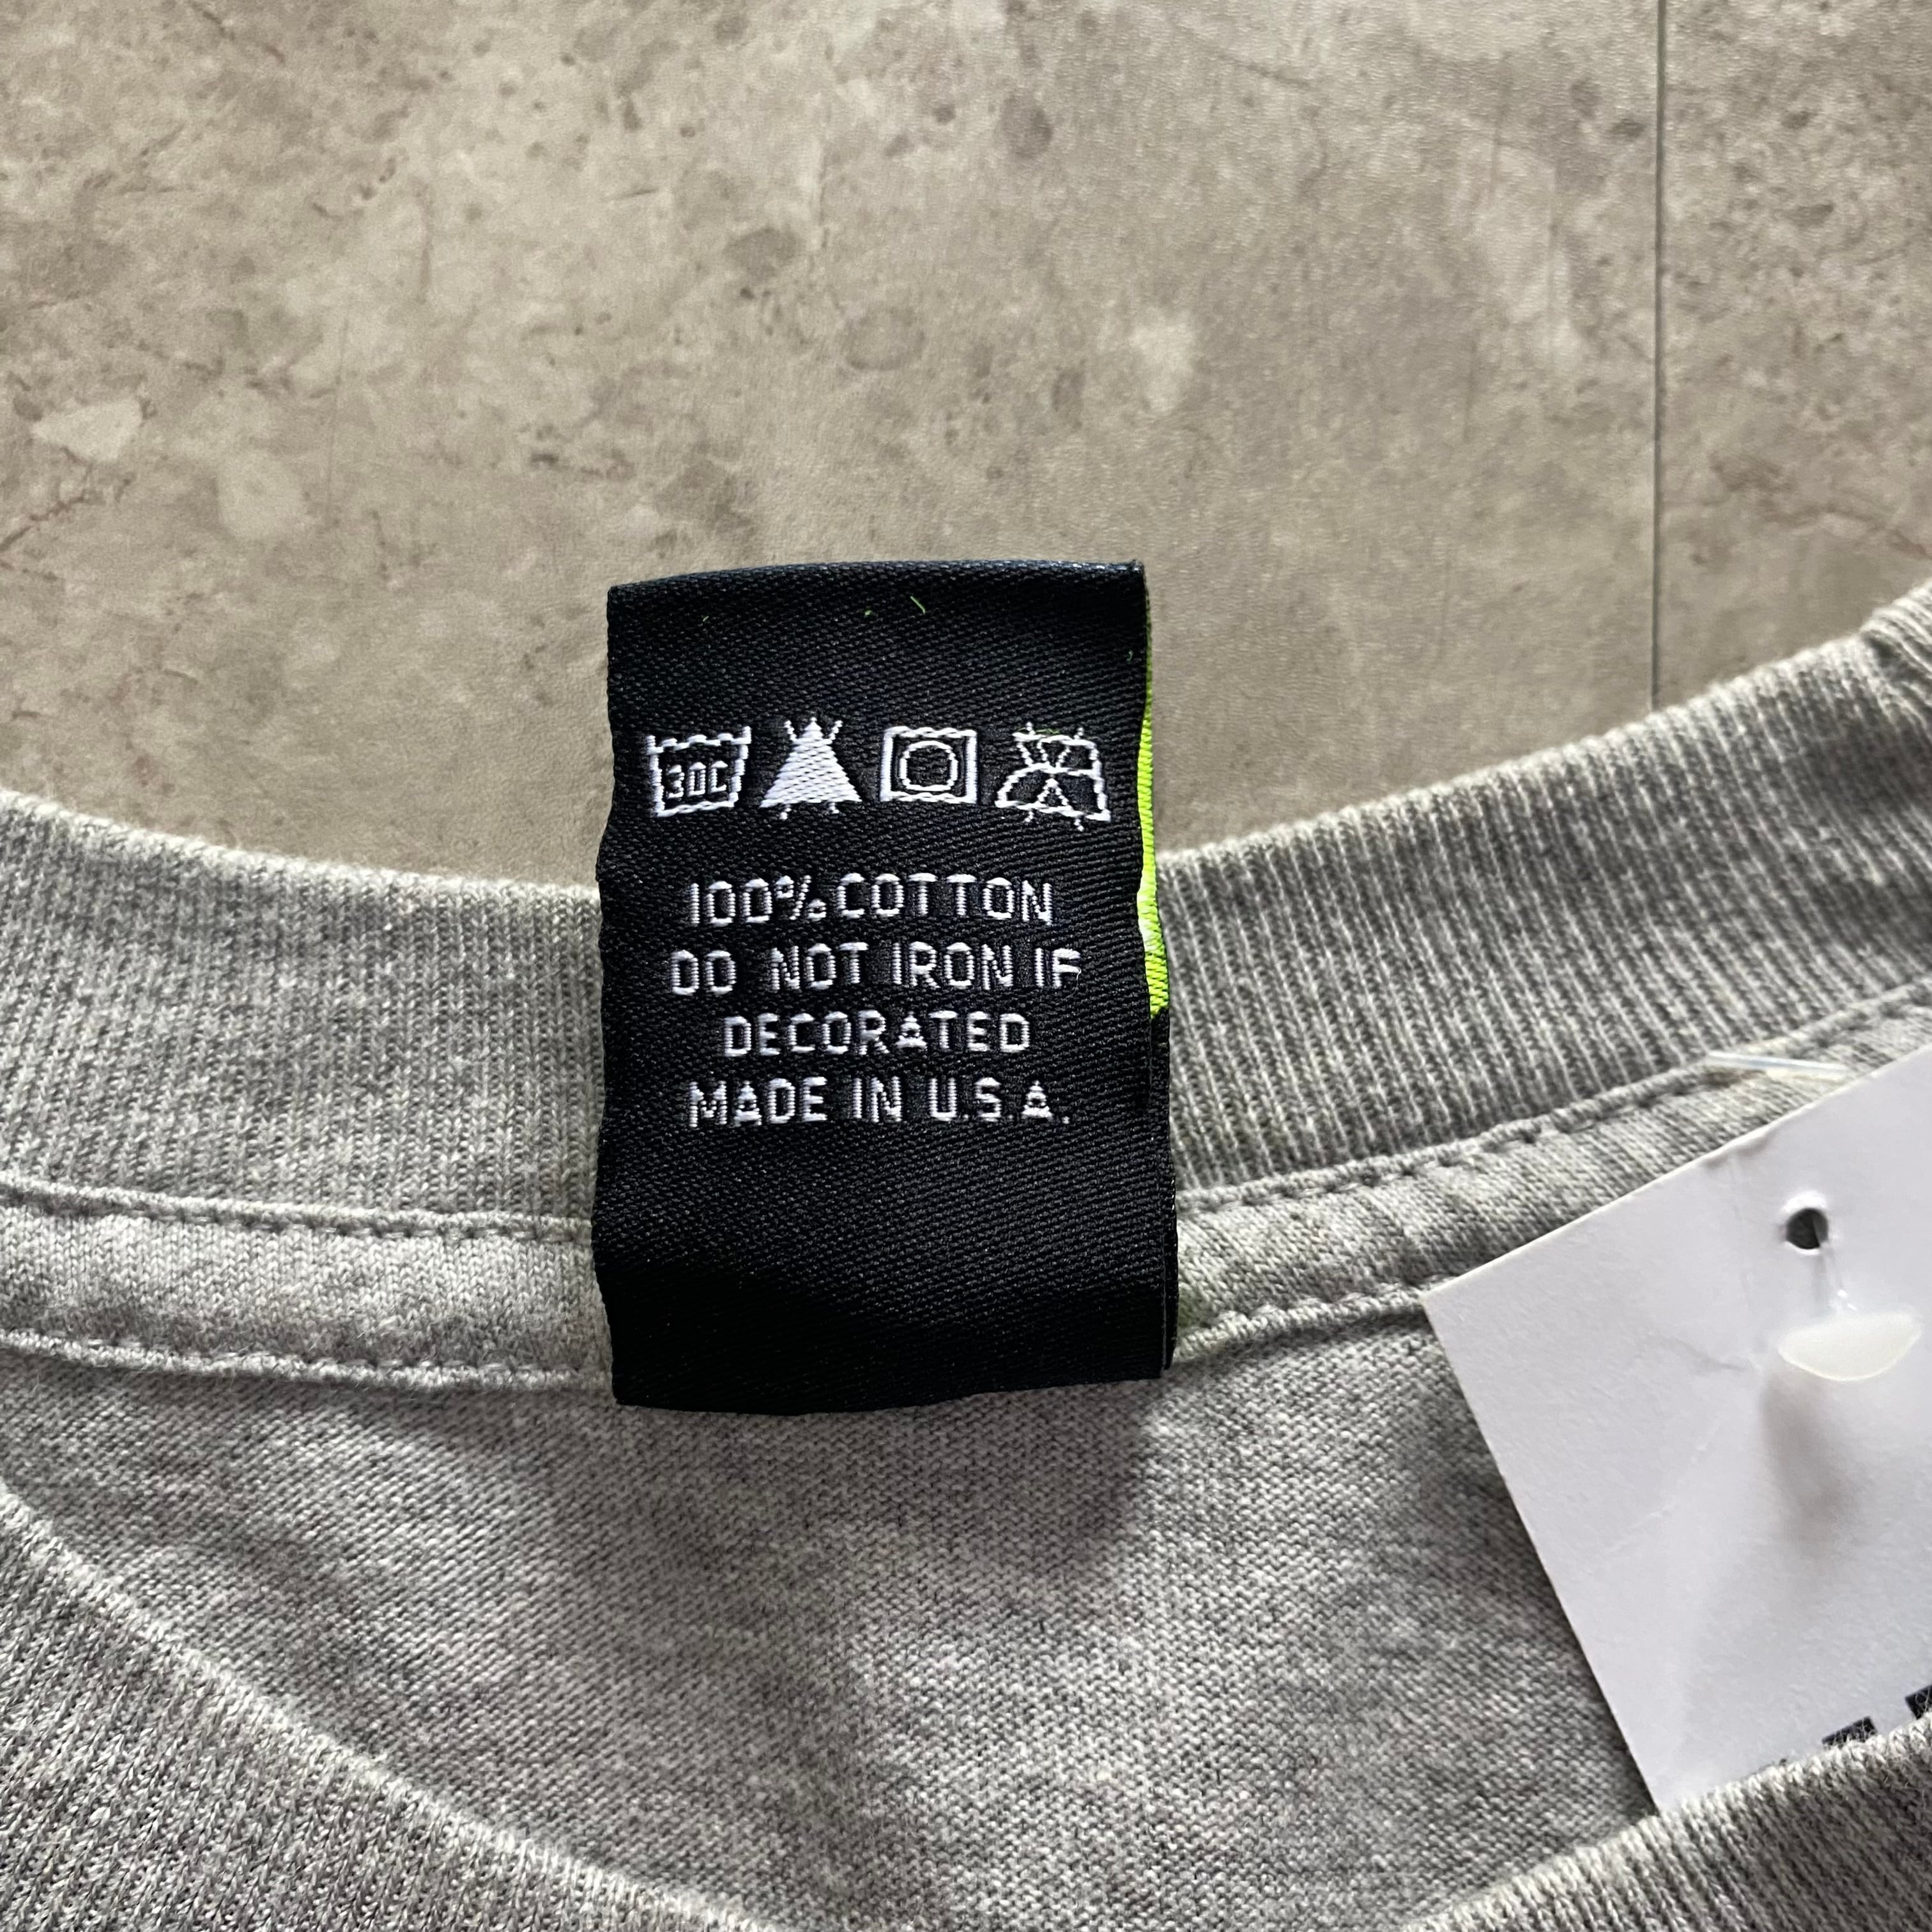 30C
100% COTTON
DO NOT IRON IF
DECORATED
MADE IN U.S.A.